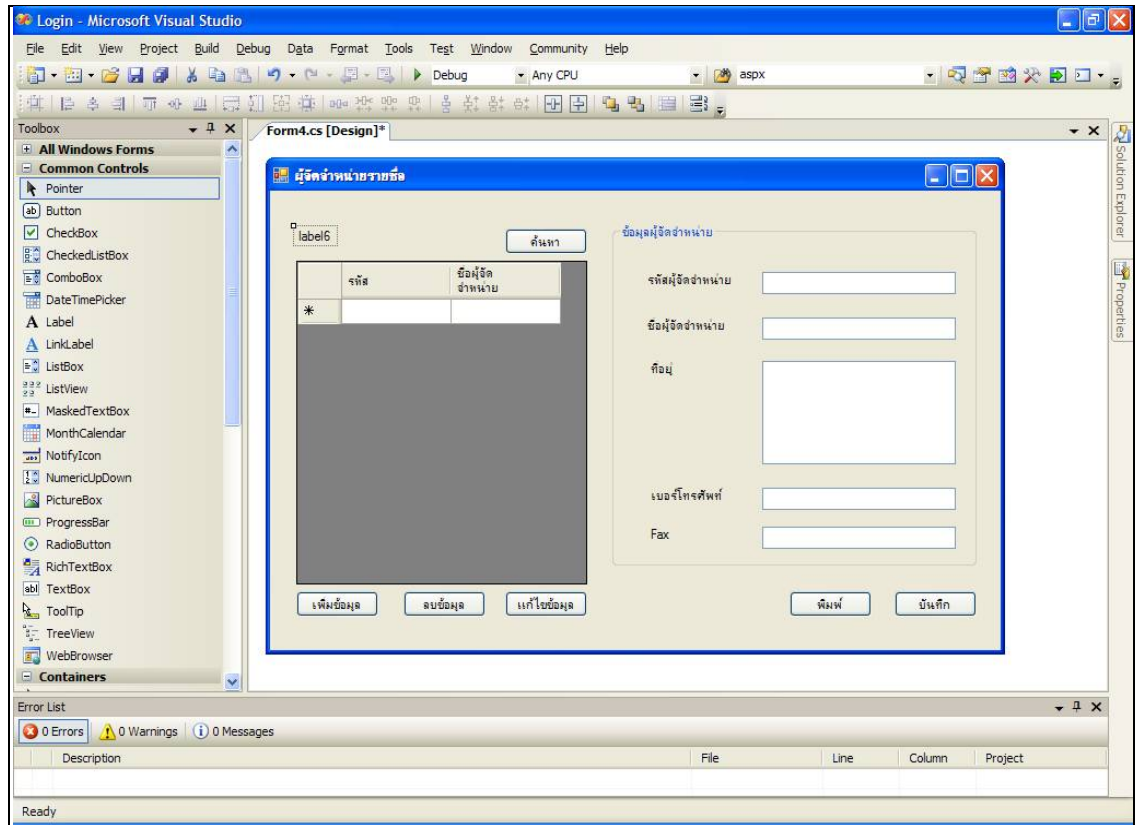 Login - Microsoft Visual Studio
File Edit View Project Build Debug Data Format Tools Test Window Community Help
Debug Any CPU aspx
Toolbox
Form4.cs [Design]*
All Windows Forms
Common Controls
Pointer
Button
CheckBox
CheckedListBox
ComboBox
DateTimePicker
Label
LinkLabel
ListBox
ListView
MaskedTextBox
MonthCalendar
NotifyIcon
NumericUpDown
PictureBox
ProgressBar
RadioButton
RichTextBox
TextBox
ToolTip
TreeView
WebBrowser
Containers
ผู้จัดจำหน่ายรายชื่อ
label6
ค้นหา
รหัส
ชื่อผู้จัด
จำหน่าย
เพิ่มข้อมูล
ลบข้อมูล
แก้ไขข้อมูล
ข้อมูลผู้จัดจำหน่าย
รหัสผู้จัดจำหน่าย
ชื่อผู้จัดจำหน่าย
ที่อยู่
เบอร์โทรศัพท์
Fax
พิมพ์
บันทึก
Solution Explorer
Properties
Error List
0 Errors 0 Warnings 0 Messages
Description File Line Column Project
Ready